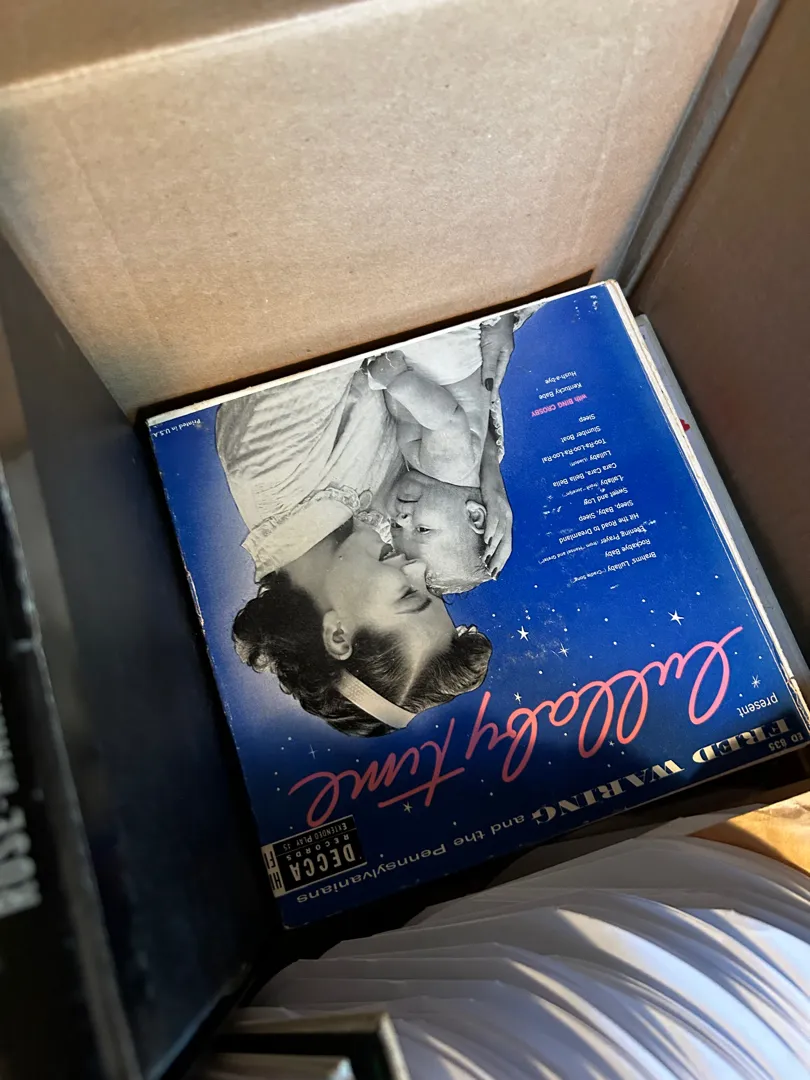 ED 835
FRED WARING and the Pennsylvanians
present
lullaby time
DECCA
RECORDS
EXTENDED PLAY 45
HI
FI
Brahms' Lullaby ("Cradle Song")
Rockabye Baby
Evening Prayer (from "Hansel and Gretel")
Hit the Road to Dreamland
Sleep, Baby, Sleep
Sweet and Low
Lullaby (from "Jocelyn")
Cara Cara, Bella Bella
Lullaby
Too-Ra-Loo-Ra-Loo-Ral
Slumber Boat
Sleep
with BING CROSBY
Kentucky Babe
Hush-a-bye
Printed in U.S.A.